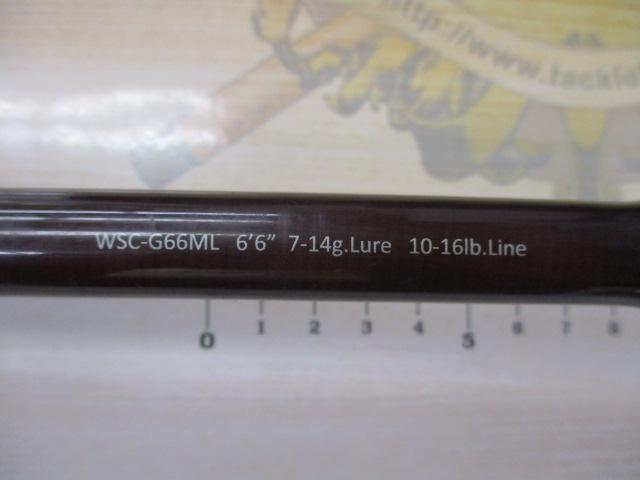 http://www.tackle
WSC-G66ML 6’6” 7-14g.Lure 10-16lb.Line
0 1 2 3 4 5 6 7 8